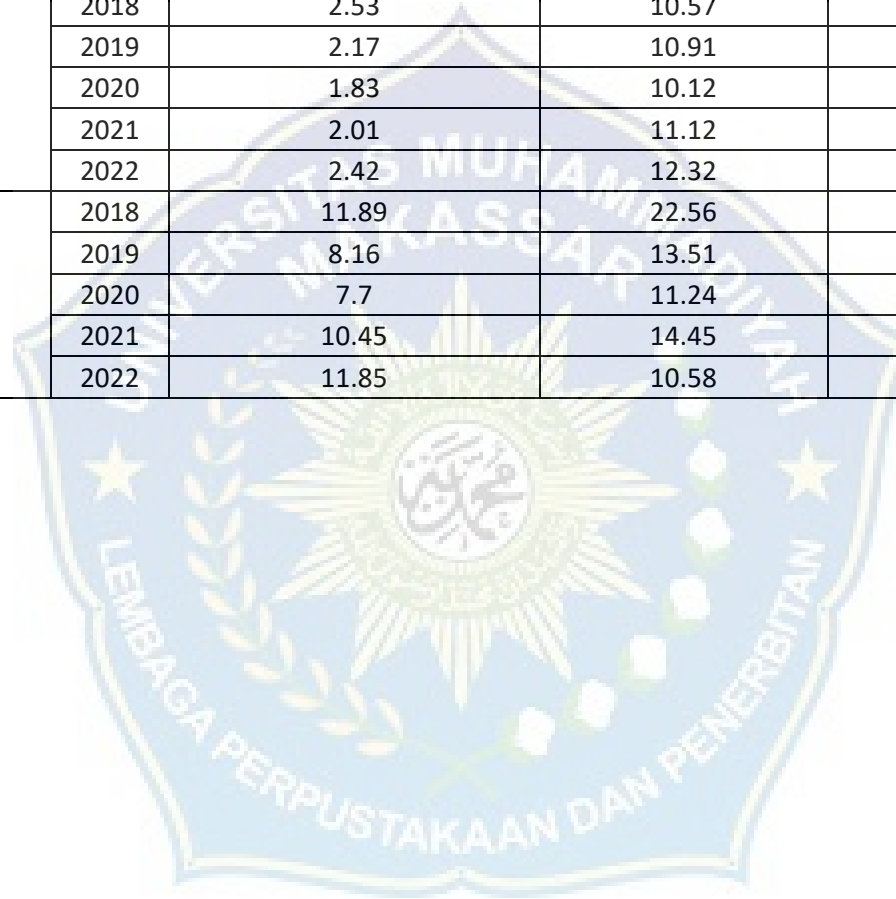 2018 2.53 10.57
2019 2.17 10.91
2020 1.83 10.12
2021 2.01 11.12
2022 2.42 12.32
2018 11.89 22.56
2019 8.16 13.51
2020 7.7 11.24
2021 10.45 14.45
2022 11.85 10.58
UNIVERSITAS MUHAMMADIYAH
MAKASSAR
LEMBAGA PERPUSTAKAAN DAN PENERBITAN